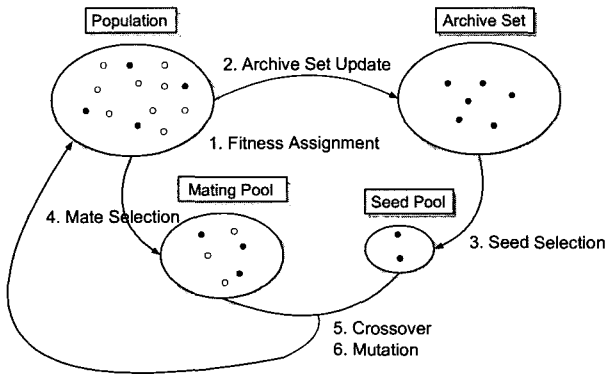 Population
Archive Set
2. Archive Set Update
1. Fitness Assignment
Mating Pool
Seed Pool
4. Mate Selection
3. Seed Selection
5. Crossover
6. Mutation